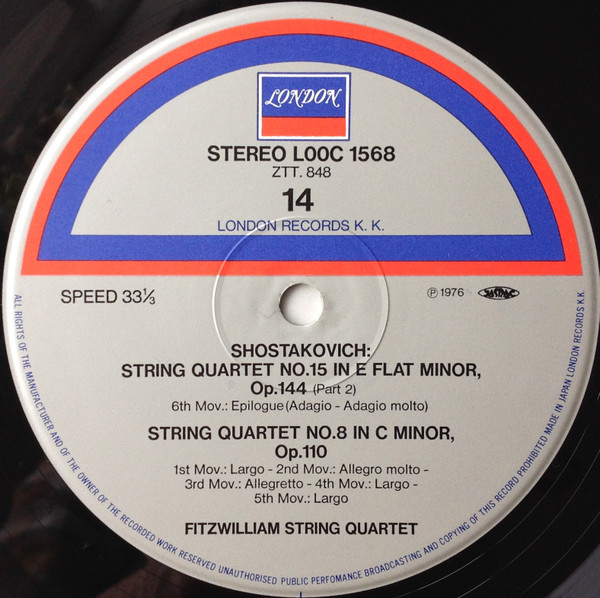 LONDON
STEREO L00C 1568
ZTT. 848
14
LONDON RECORDS K. K.
SPEED 33⅓
Ⓟ 1976 JASRAC
SHOSTAKOVICH:
STRING QUARTET NO.15 IN E FLAT MINOR,
Op.144 (Part 2)
6th Mov.: Epilogue(Adagio - Adagio molto)
STRING QUARTET NO.8 IN C MINOR,
Op.110
1st Mov.: Largo - 2nd Mov.: Allegro molto -
3rd Mov.: Allegretto - 4th Mov.: Largo -
5th Mov.: Largo
FITZWILLIAM STRING QUARTET
ALL RIGHTS OF THE MANUFACTURER AND OF THE OWNER OF THE RECORDED WORK RESERVED UNAUTHORISED PUBLIC PERFOMANCE BROADCASTING AND COPYING OF THIS RECORD PROHIBITED MADE IN JAPAN LONDON RECORDS K.K.